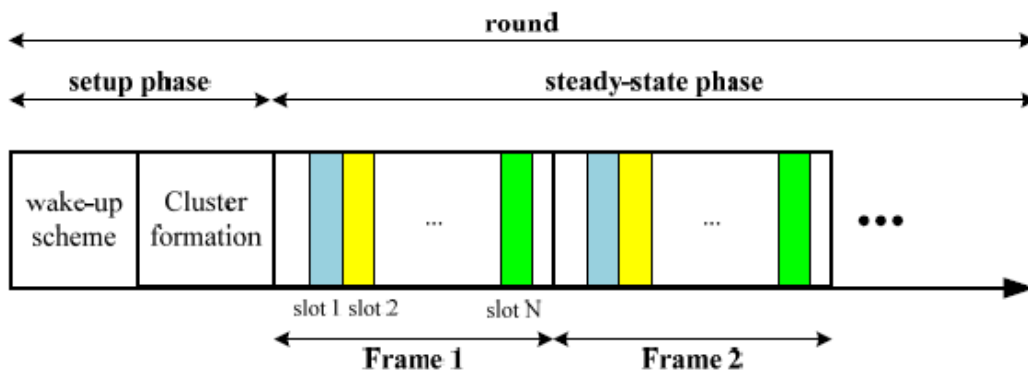 round
setup phase
steady-state phase
wake-up
scheme
Cluster
formation
...
...
•••
slot 1
slot 2
slot N
Frame 1
Frame 2